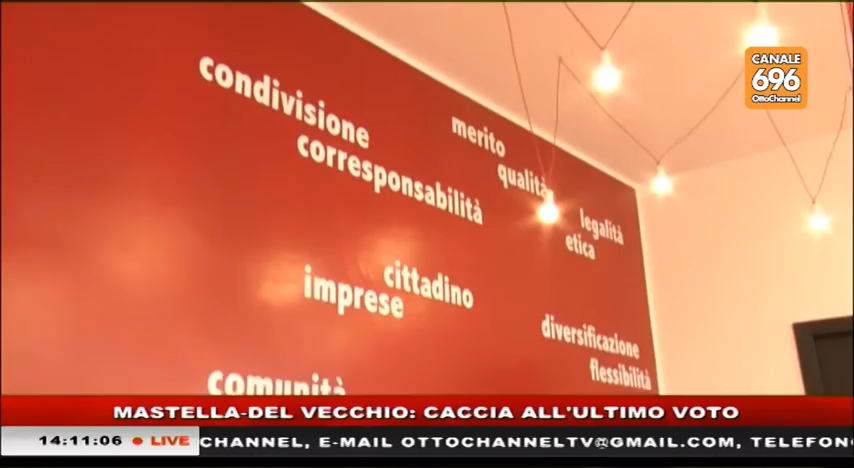 CANALE
696
OttoChannel
condivisione
corresponsabilità
merito
qualità
legalità
etica
cittadino
imprese
diversificazione
flessibilità
comunità
MASTELLA-DEL VECCHIO: CACCIA ALL'ULTIMO VOTO
14:11:06 LIVE CHANNEL, E-MAIL OTTOCHANNELTV@GMAIL.COM, TELEFON